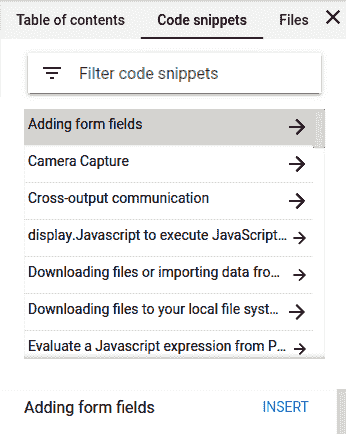 Table of contents Code snippets Files
Filter code snippets
Adding form fields
Camera Capture
Cross-output communication
display.Javascript to execute JavaScript...
Downloading files or importing data fro...
Downloading files to your local file syst...
Evaluate a Javascript expression from P...
Adding form fields INSERT